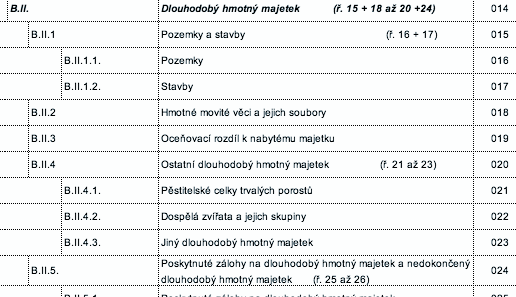 B.II. Dlouhodobý hmotný majetek (ř. 15 + 18 až 20 +24) 014
B.II.1 Pozemky a stavby (ř. 16 + 17) 015
B.II.1.1. Pozemky 016
B.II.1.2. Stavby 017
B.II.2 Hmotné movité věci a jejich soubory 018
B.II.3 Oceňovací rozdíl k nabytému majetku 019
B.II.4 Ostatní dlouhodobý hmotný majetek (ř. 21 až 23) 020
B.II.4.1. Pěstitelské celky trvalých porostů 021
B.II.4.2. Dospělá zvířata a jejich skupiny 022
B.II.4.3. Jiný dlouhodobý hmotný majetek 023
B.II.5. Poskytnuté zálohy na dlouhodobý hmotný majetek a nedokončený 024
dlouhodobý hmotný majetek (ř. 25 až 26)